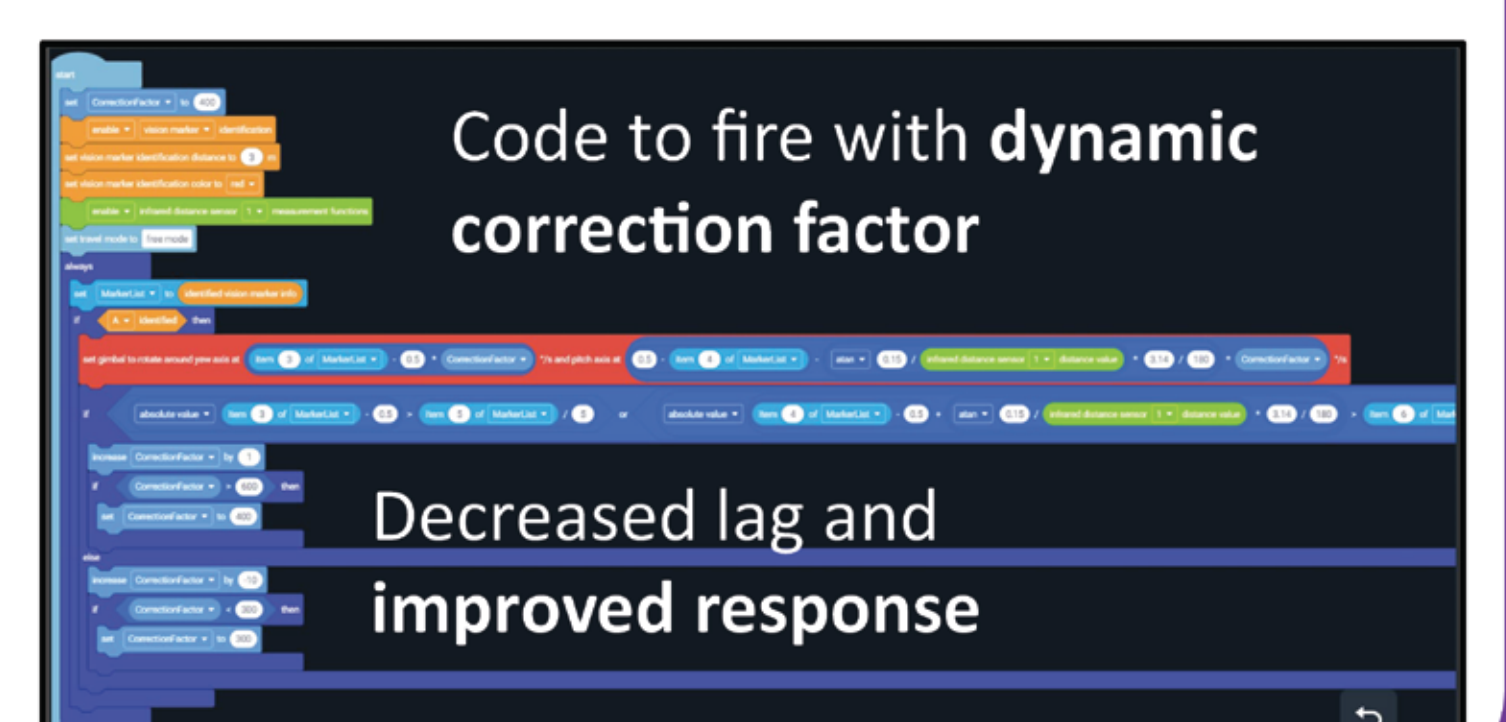 start
set CorrectionFactor to 400
Code to fire with dynamic
enable vision marker identification
set vision marker identification distance to 3 m
set vision marker identification color to red
correction factor
enable infrared distance sensor 1 measurement functions
set travel mode to free mode
always
set MarkerList to identified vision marker info
if A identified then
set gimbal to rotate around yaw axis at item 3 of MarkerList - 0.5 * CorrectionFactor °/s and pitch axis at 0.5 - item 4 of MarkerList - atan 0.15 / infrared distance sensor 1 distance value * 3.14 / 180 * CorrectionFactor °/s
if absolute value item 3 of MarkerList - 0.5 > item 5 of MarkerList / 5 or absolute value item 4 of MarkerList - 0.5 + atan 0.15 / infrared distance sensor 1 distance value * 3.14 / 180 > item 6 of
increase CorrectionFactor by 1
if CorrectionFactor > 600 then
set CorrectionFactor to 400
Decreased lag and
else
increase CorrectionFactor by -10
if CorrectionFactor < 300 then
improved response
set CorrectionFactor to 300